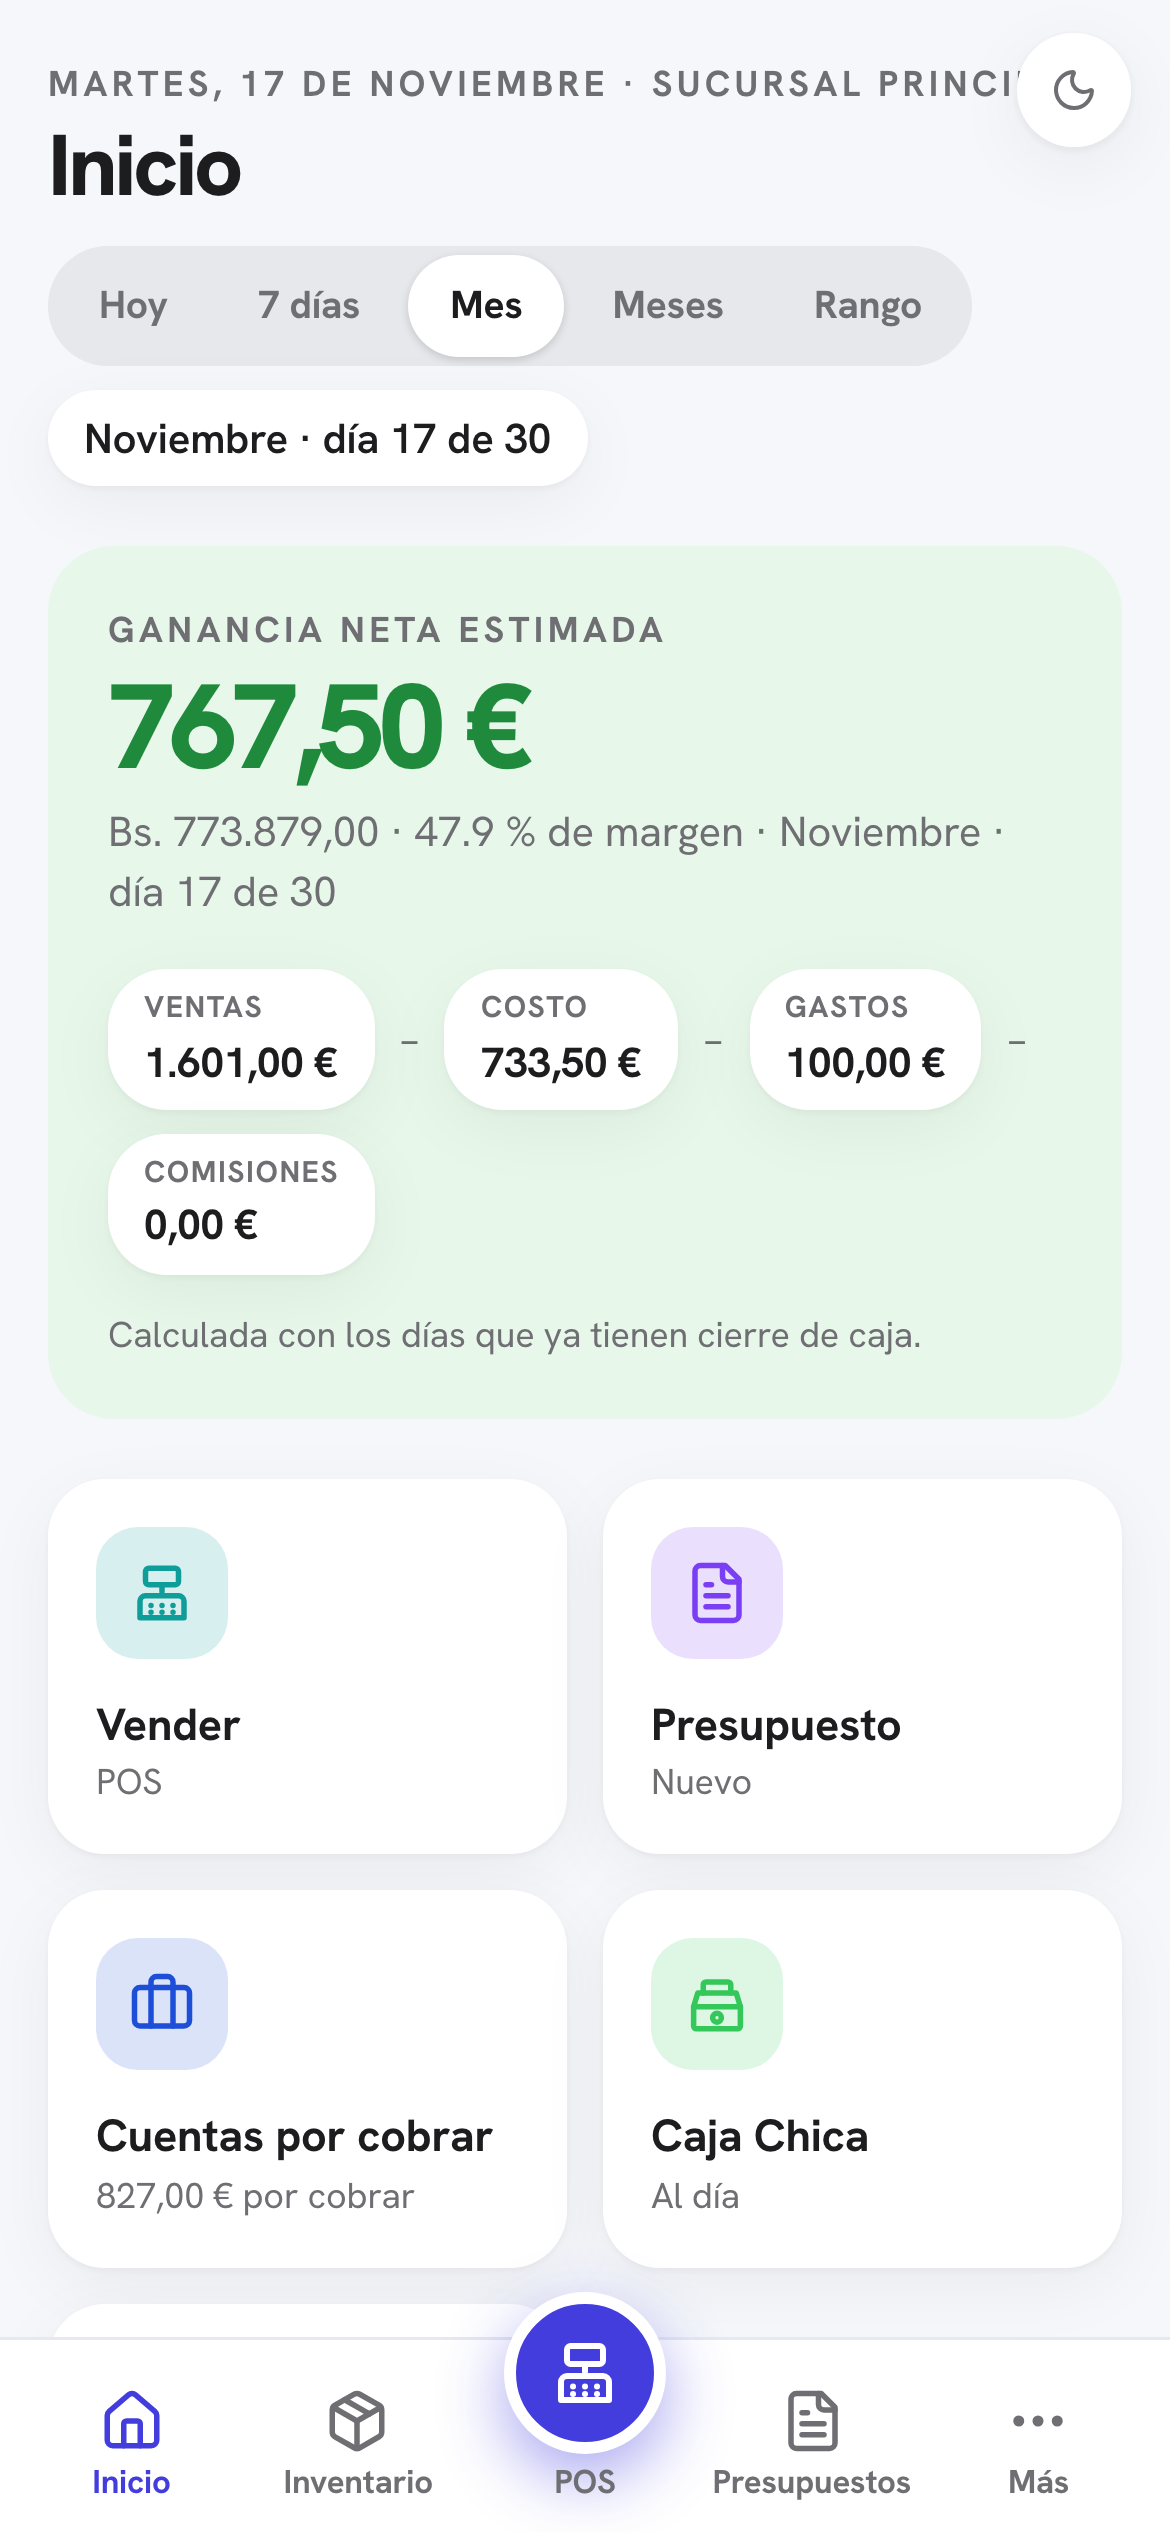 MARTES, 17 DE NOVIEMBRE · SUCURSAL
Inicio
Hoy 7 días Mes Meses Rango
Noviembre · día 17 de 30
GANANCIA NETA ESTIMADA
767,50 €
Bs. 773.879,00 · 47.9 % de margen · Noviembre ·
día 17 de 30
VENTAS COSTO GASTOS
1.601,00 € – 733,50 € – 100,00 € –
COMISIONES
0,00 €
Calculada con los días que ya tienen cierre de caja.
Vender Presupuesto
POS Nuevo
Cuentas por cobrar Caja Chica
827,00 € por cobrar Al día
Inicio Inventario POS Presupuestos Más